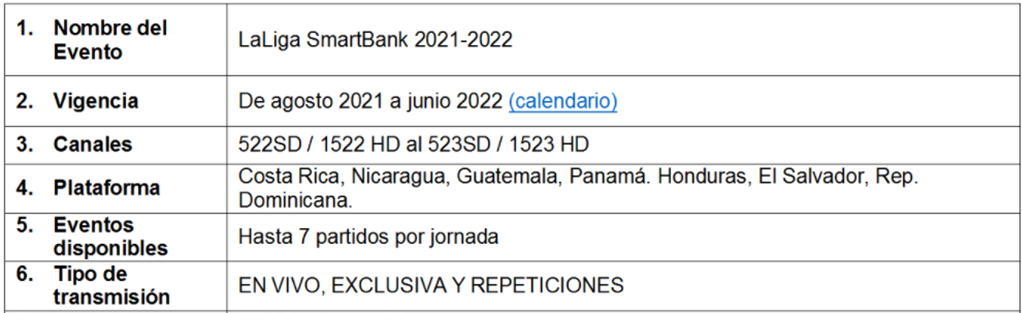 1. Nombre del Evento
LaLiga SmartBank 2021-2022
2. Vigencia
De agosto 2021 a junio 2022 (calendario)
3. Canales
522SD / 1522 HD al 523SD / 1523 HD
4. Plataforma
Costa Rica, Nicaragua, Guatemala, Panamá. Honduras, El Salvador, Rep.
Dominicana.
5. Eventos
disponibles
Hasta 7 partidos por jornada
6. Tipo de
transmisión
EN VIVO, EXCLUSIVA Y REPETICIONES